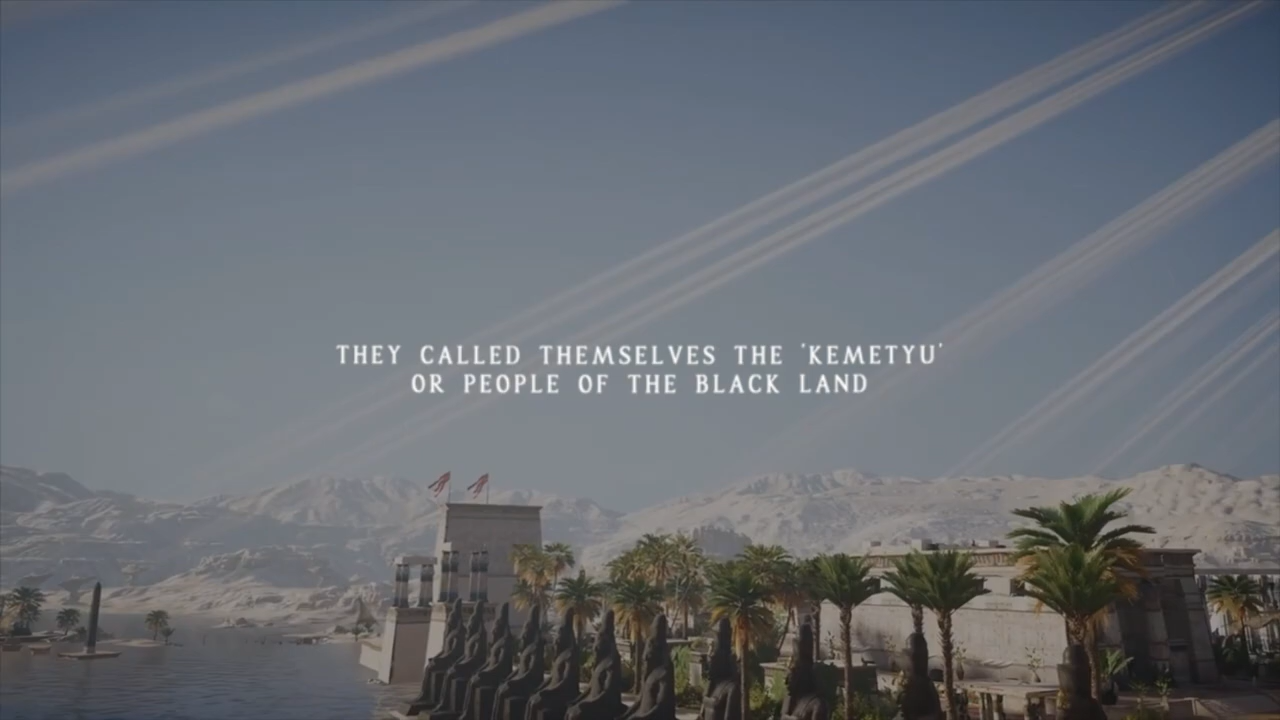 THEY CALLED THEMSELVES THE 'KEMETYU'
OR PEOPLE OF THE BLACK LAND